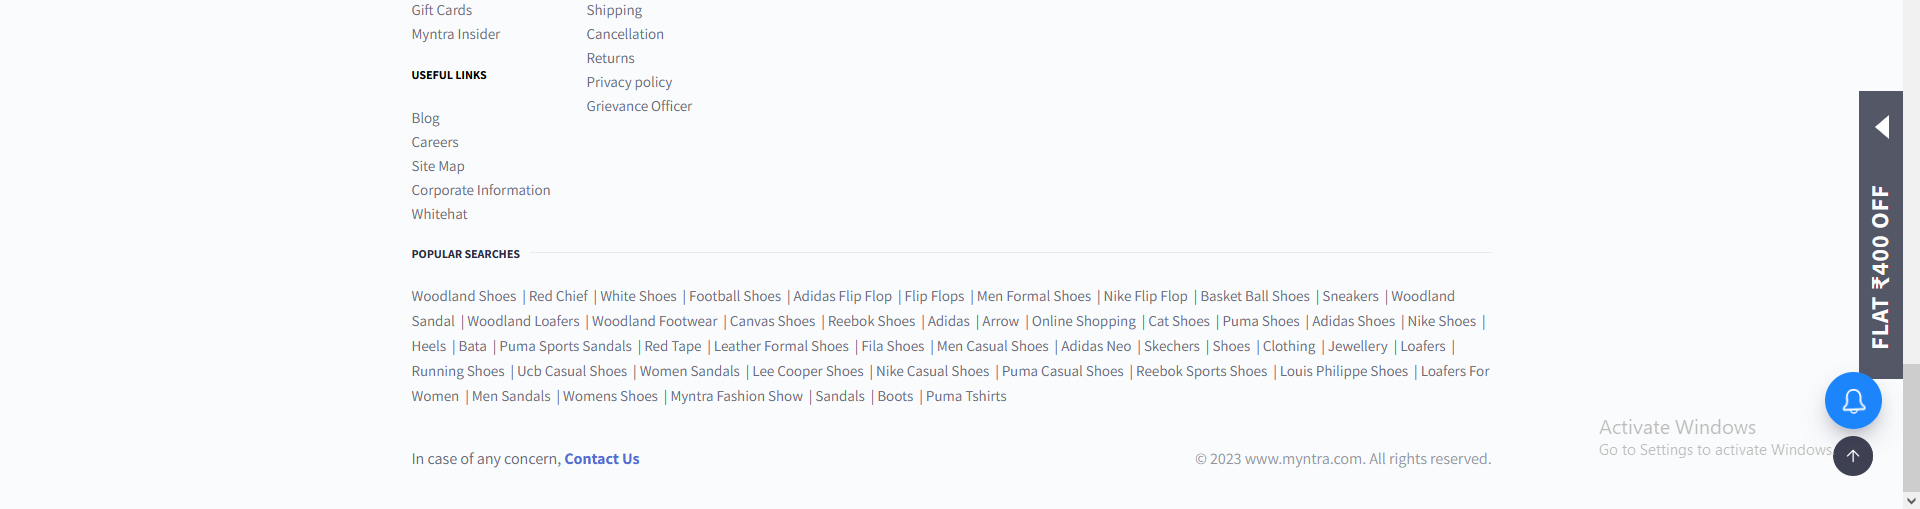 Gift Cards
Myntra Insider
USEFUL LINKS
Blog
Careers
Site Map
Corporate Information
Whitehat
Shipping
Cancellation
Returns
Privacy policy
Grievance Officer
POPULAR SEARCHES
Woodland Shoes | Red Chief | White Shoes | Football Shoes | Adidas Flip Flop | Flip Flops | Men Formal Shoes | Nike Flip Flop | Basket Ball Shoes | Sneakers | Woodland
Sandal | Woodland Loafers | Woodland Footwear | Canvas Shoes | Reebok Shoes | Adidas | Arrow | Online Shopping | Cat Shoes | Puma Shoes | Adidas Shoes | Nike Shoes |
Heels | Bata | Puma Sports Sandals | Red Tape | Leather Formal Shoes | Fila Shoes | Men Casual Shoes | Adidas Neo | Skechers | Shoes | Clothing | Jewellery | Loafers |
Running Shoes | Ucb Casual Shoes | Women Sandals | Lee Cooper Shoes | Nike Casual Shoes | Puma Casual Shoes | Reebok Sports Shoes | Louis Philippe Shoes | Loafers For
Women | Men Sandals | Womens Shoes | Myntra Fashion Show | Sandals | Boots | Puma Tshirts
In case of any concern, Contact Us
© 2023 www.myntra.com. All rights reserved.
FLAT ₹400 OFF
Activate Windows
Go to Settings to activate Windows.